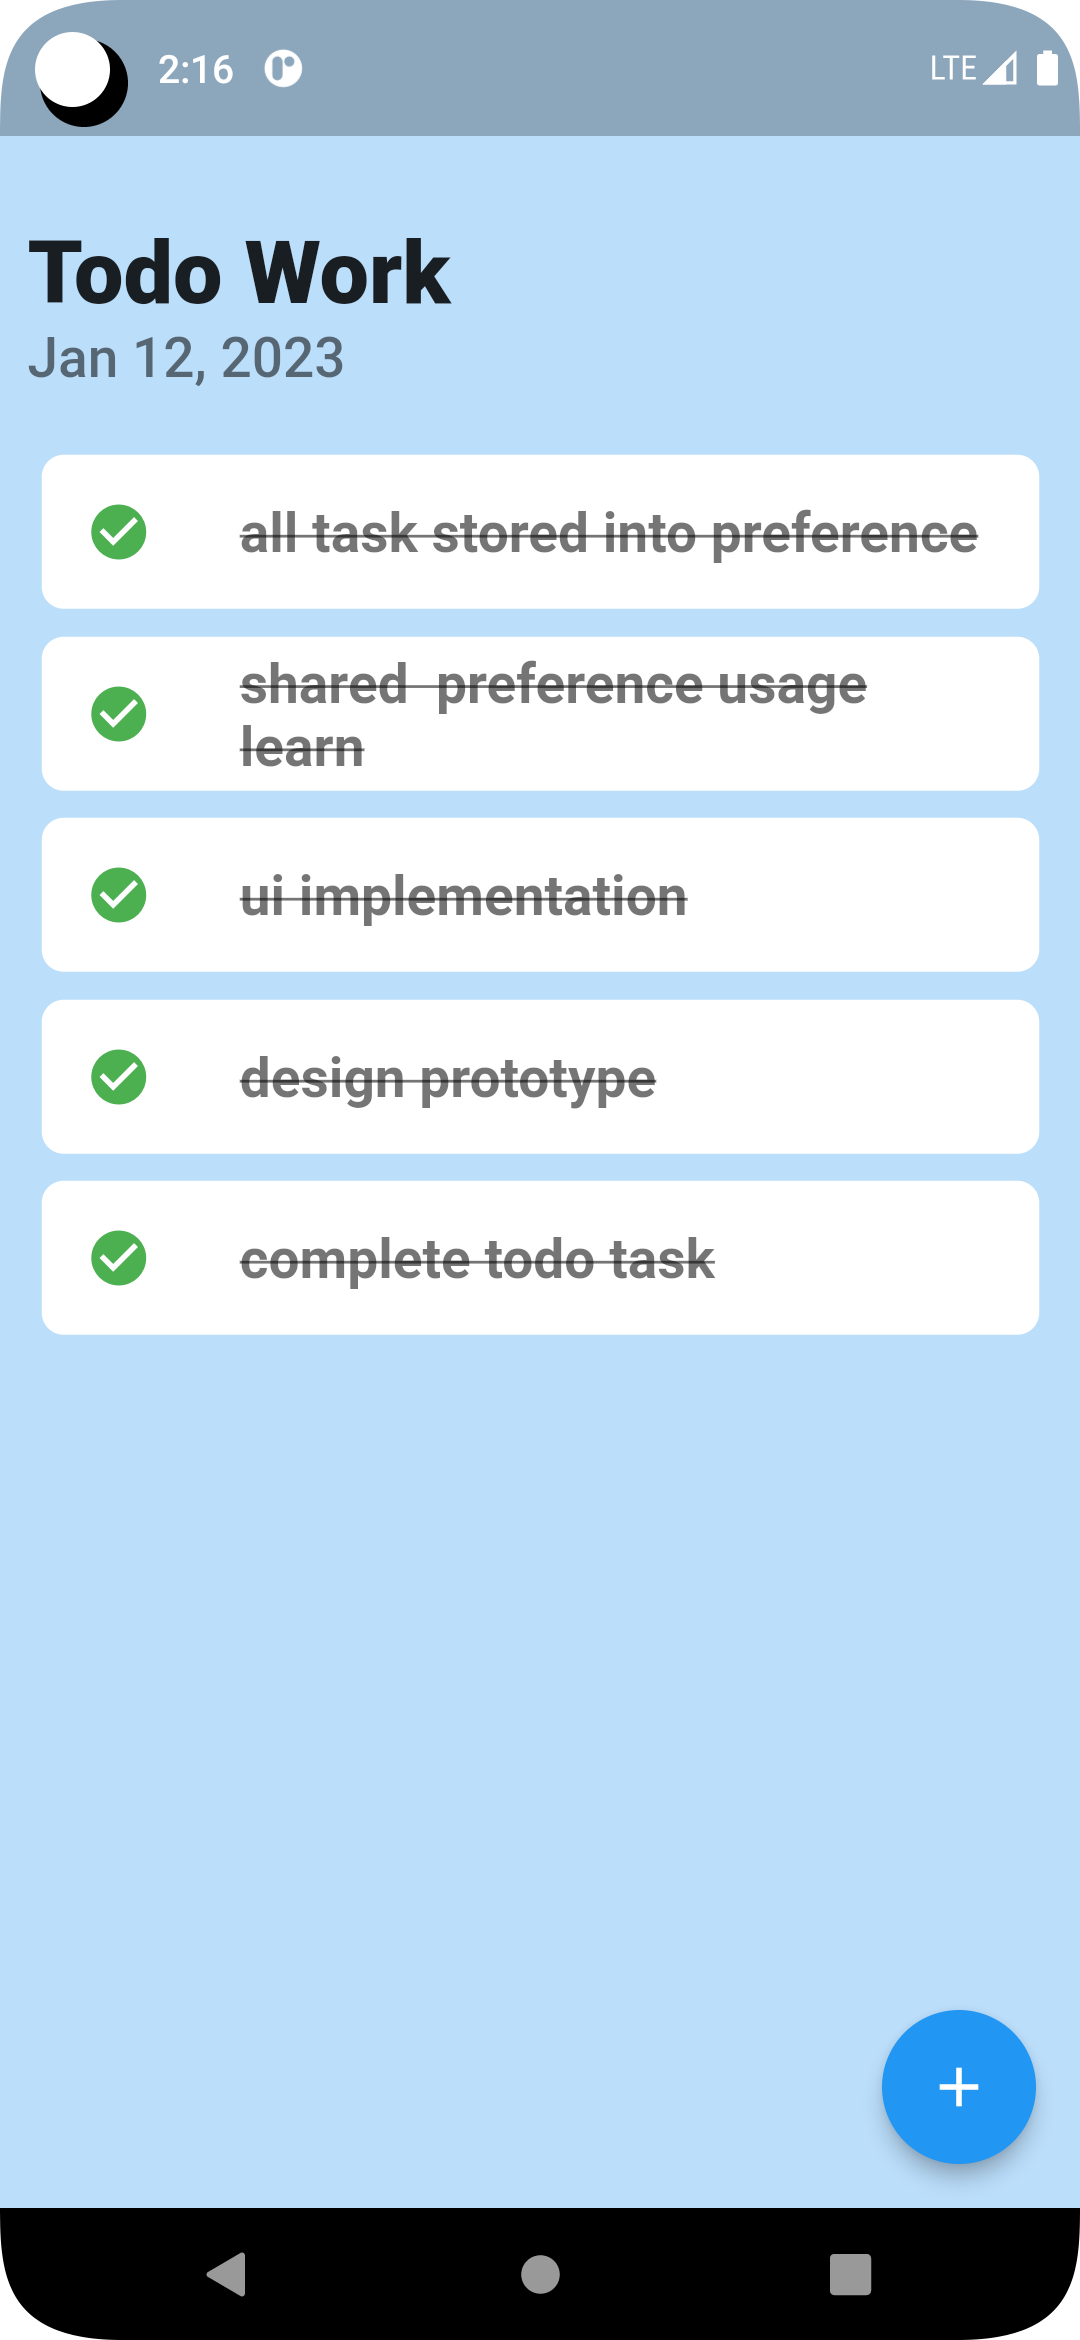 2:16
LTE
Todo Work
Jan 12, 2023
all task stored into preference
shared  preference usage
learn
ui implementation
design prototype
complete todo task